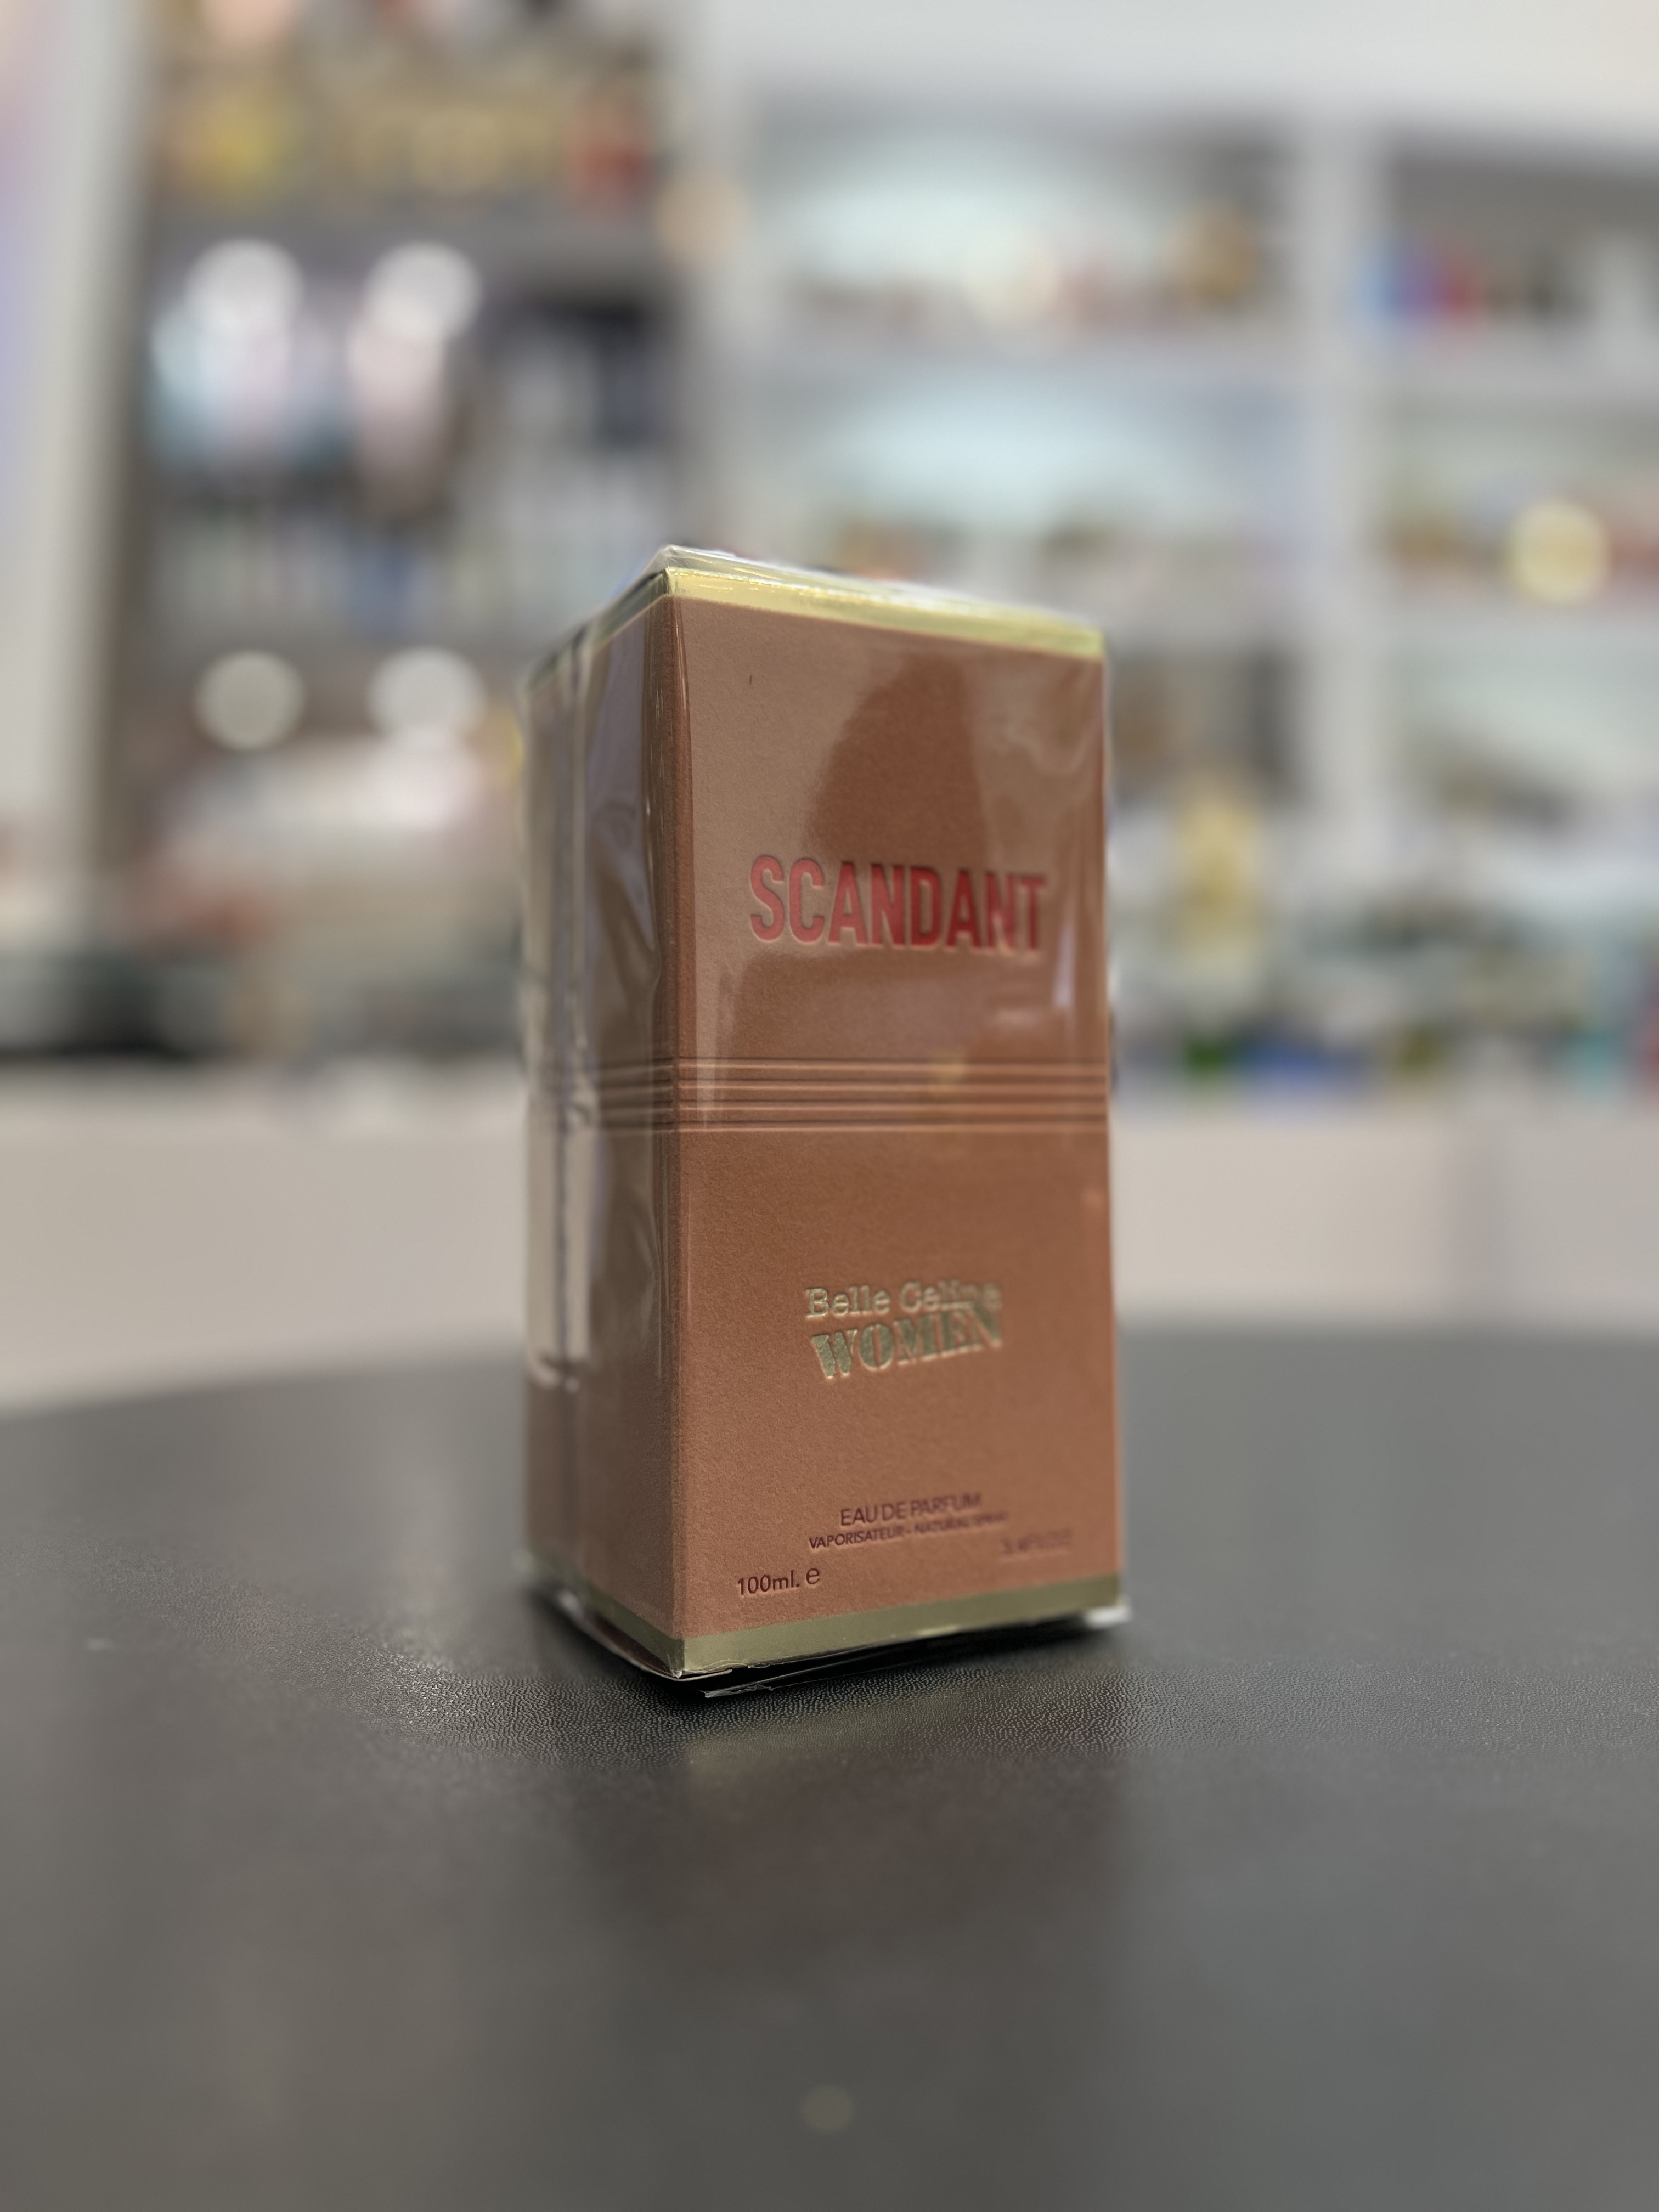 SCANDANT
Belle Celine
WOMEN
EAU DE PARFUM
VAPORISATEUR - NATURAL SPRAY
100ml. e